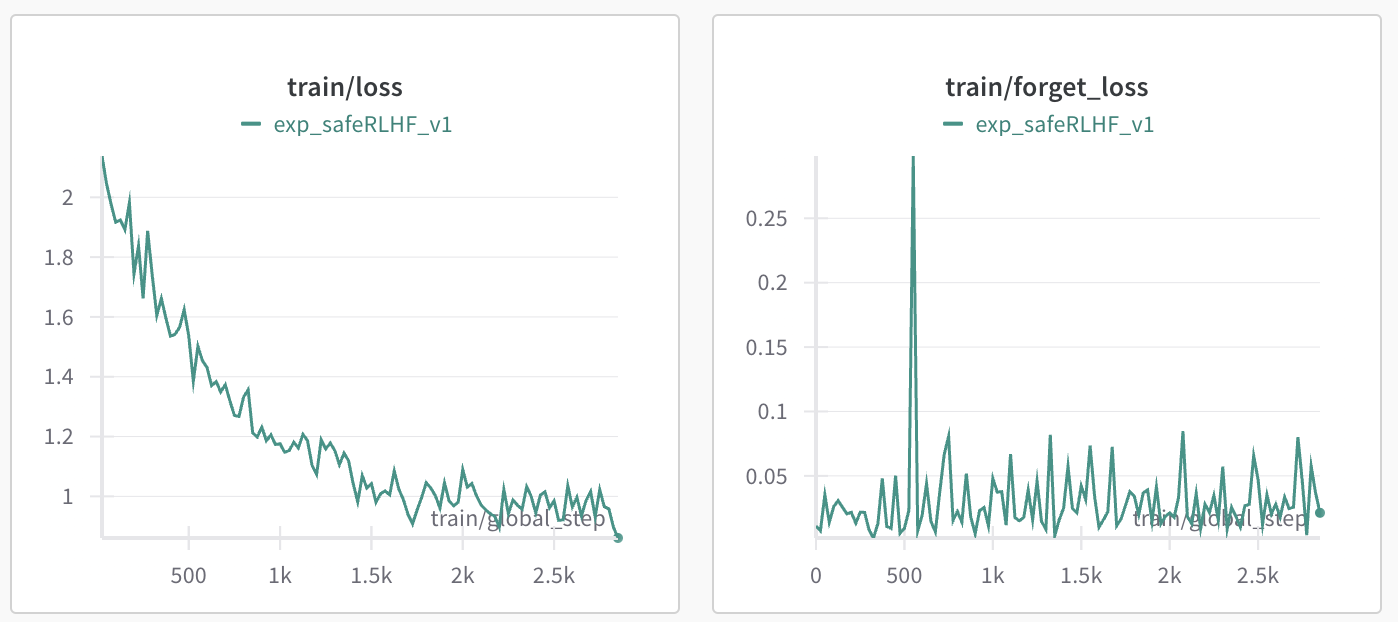 train/loss
exp_safeRLHF_v1
2
1.8
1.6
1.4
1.2
1
train/global_step
500 1k 1.5k 2k 2.5k
train/forget_loss
exp_safeRLHF_v1
0.25
0.2
0.15
0.1
0.05
train/global_step
0 500 1k 1.5k 2k 2.5k